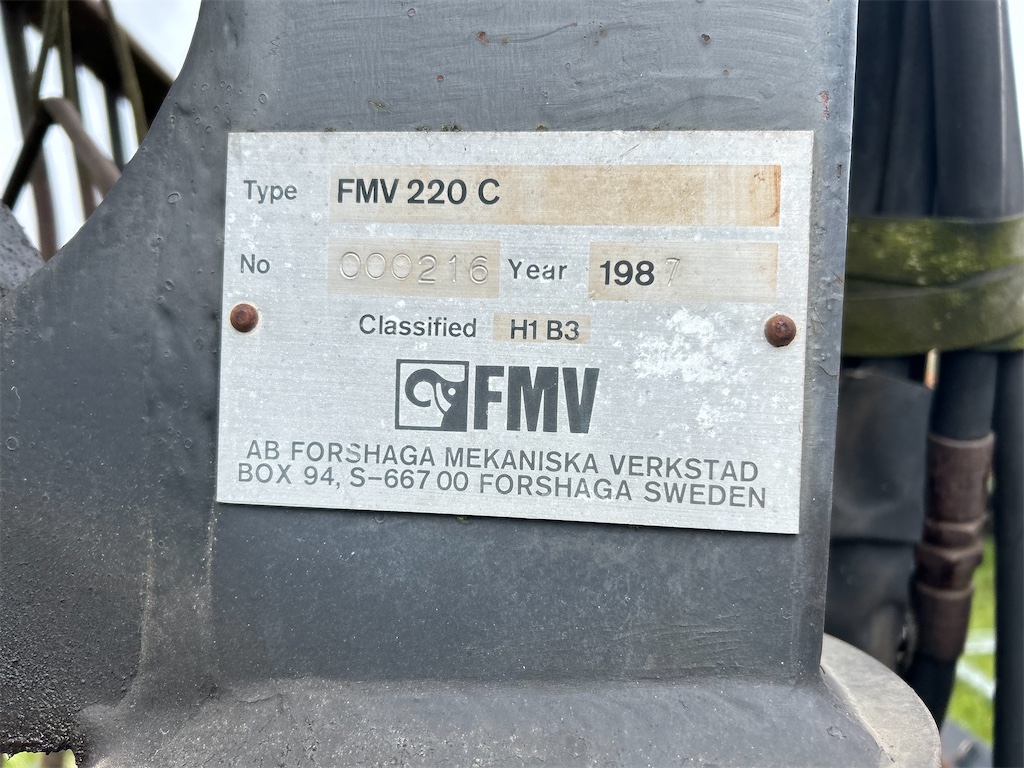 Type FMV 220 C
No 000216 Year 1987
Classified H1 B3
FMV
AB FORSHAGA MEKANISKA VERKSTAD
BOX 94, S-667 00 FORSHAGA SWEDEN